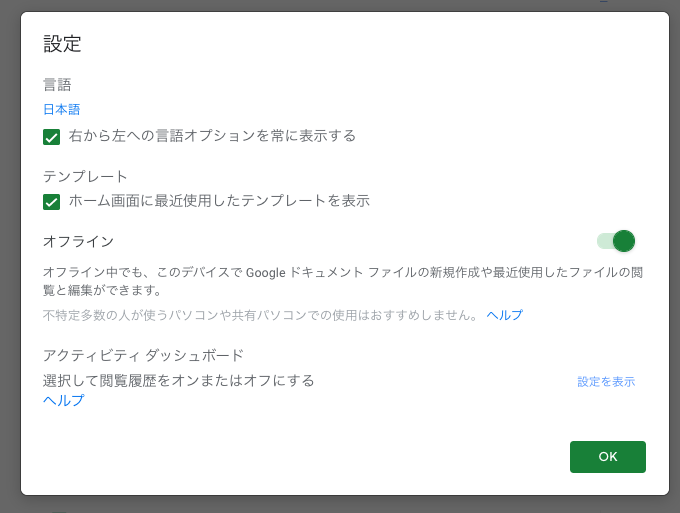 設定
言語
日本語
右から左への言語オプションを常に表示する
テンプレート
ホーム画面に最近使用したテンプレートを表示
オフライン
オフライン中でも、このデバイスで Google ドキュメント ファイルの新規作成や最近使用したファイルの閲
覧と編集ができます。
不特定多数の人が使うパソコンや共有パソコンでの使用はおすすめしません。 ヘルプ
アクティビティ ダッシュボード
選択して閲覧履歴をオンまたはオフにする 設定を表示
ヘルプ
OK